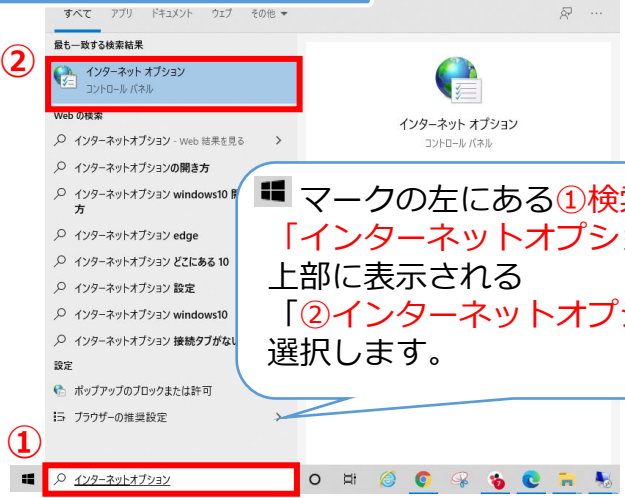 すべて アプリ ドキュメント ウェブ その他
最も一致する検索結果
②
インターネット オプション
コントロール パネル
インターネット オプション
コントロール パネル
Web の検索
インターネットオプション - Web 結果を見る
インターネットオプションの開き方
インターネットオプション windows10
方
インターネットオプション edge
インターネットオプション どこにある 10
インターネットオプション 設定
インターネットオプション windows10
インターネットオプション 接続タブがない
設定
ポップアップのブロックまたは許可
ブラウザーの推奨設定
マークの左にある①検索
「インターネットオプション
上部に表示される
「②インターネットオプ
選択します。
①
インターネットオプション